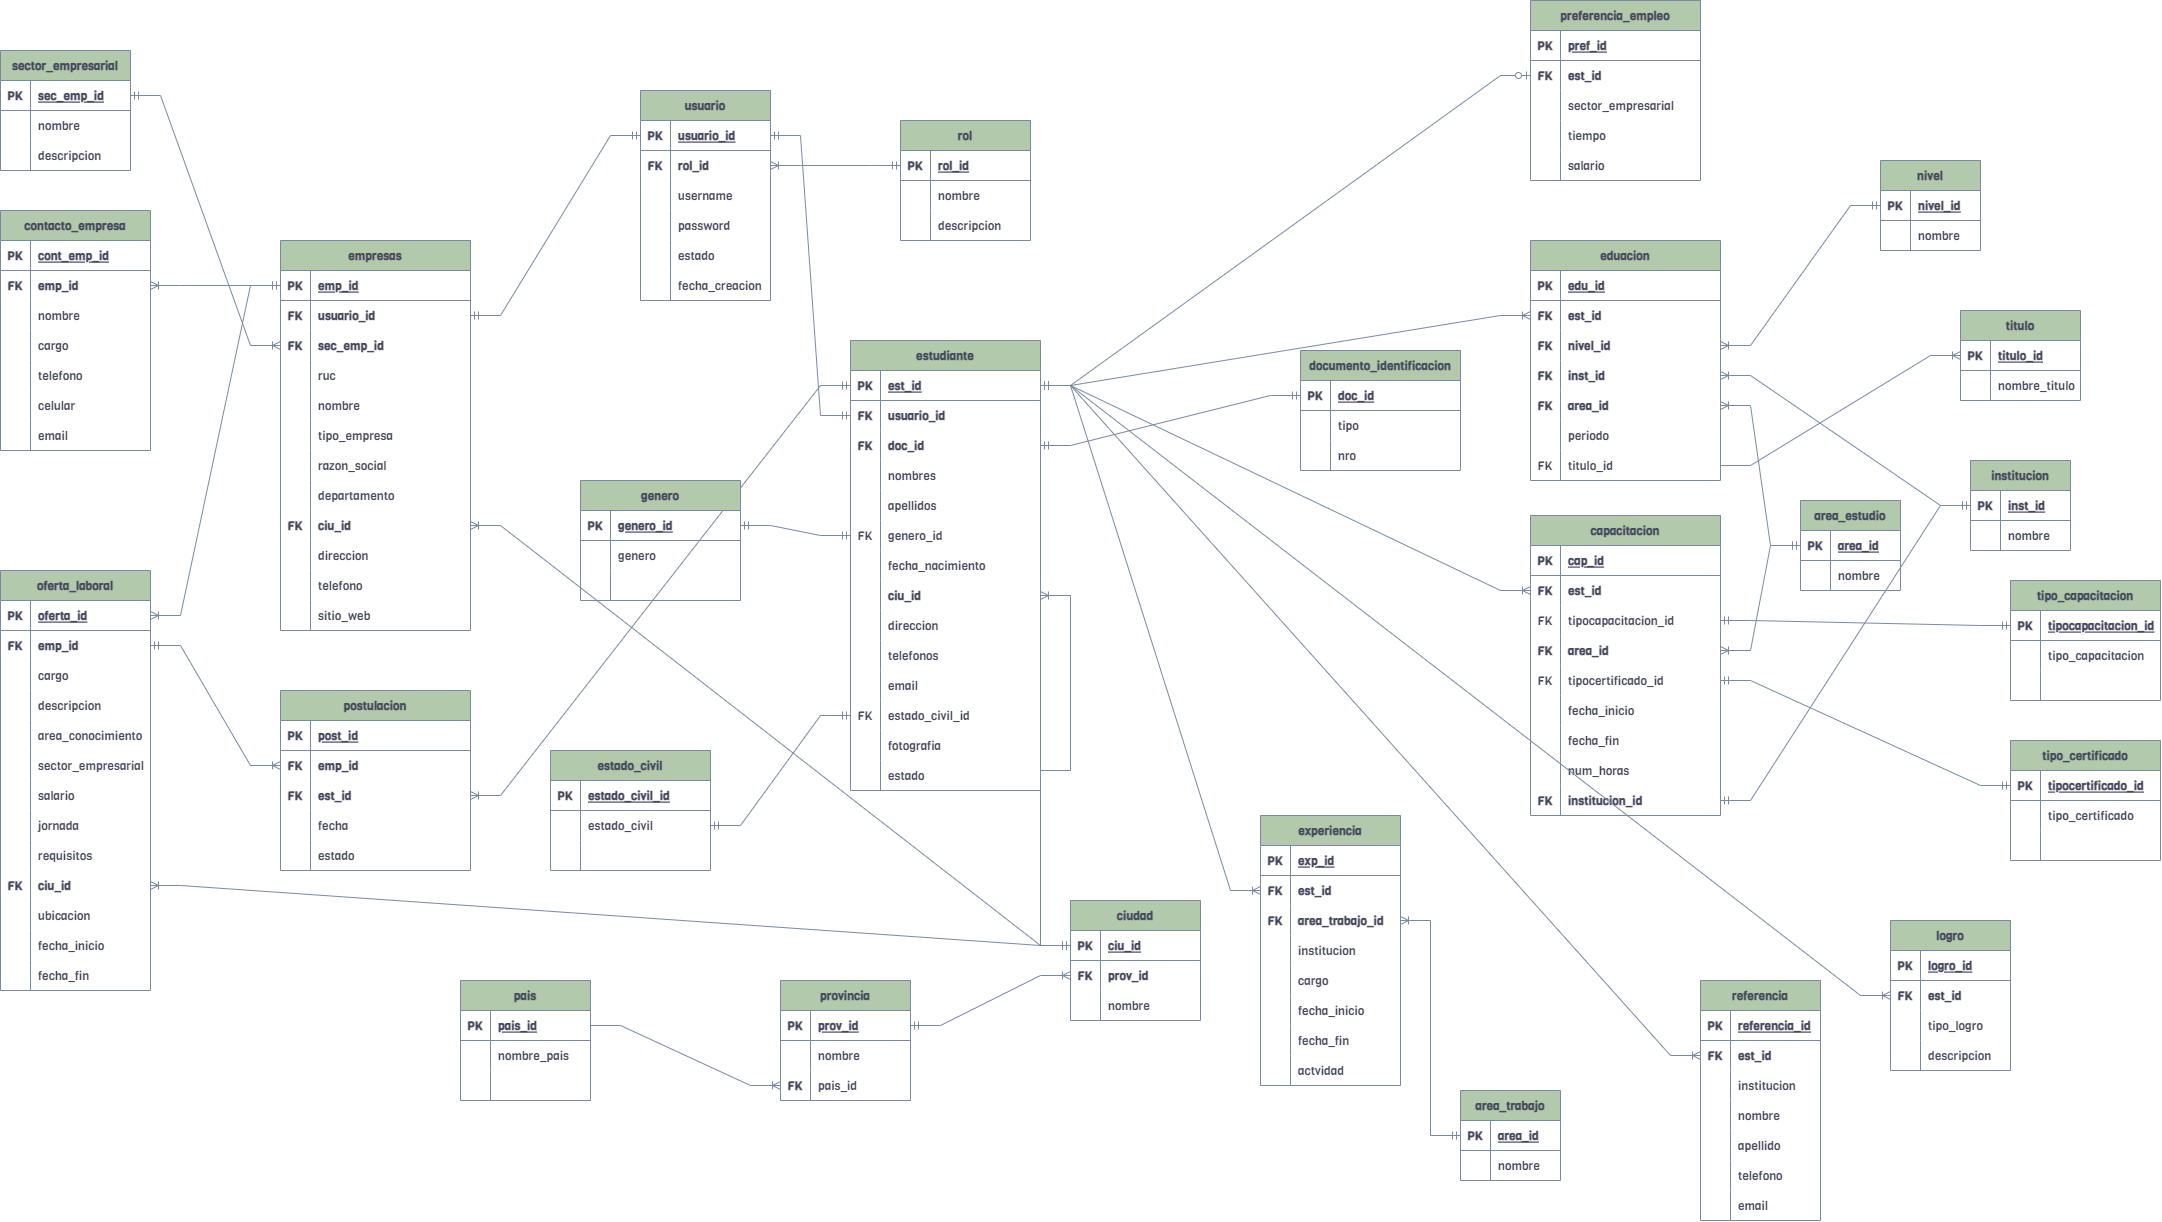 sector_empresarial
PK sec_emp_id
nombre
descripcion
contacto_empresa
PK cont_emp_id
FK emp_id
nombre
cargo
telefono
celular
email
oferta_laboral
PK oferta_id
FK emp_id
cargo
descripcion
area_conocimiento
sector_empresarial
salario
jornada
requisitos
FK ciu_id
ubicacion
fecha_inicio
fecha_fin
empresas
PK emp_id
FK usuario_id
FK sec_emp_id
ruc
nombre
tipo_empresa
razon_social
departamento
FK ciu_id
direccion
telefono
sitio_web
postulacion
PK post_id
FK emp_id
FK est_id
fecha
estado
usuario
PK usuario_id
FK rol_id
username
password
estado
fecha_creacion
rol
PK rol_id
nombre
descripcion
genero
PK genero_id
genero
estado_civil
PK estado_civil_id
estado_civil
pais
PK pais_id
nombre_pais
provincia
PK prov_id
nombre
FK pais_id
estudiante
PK est_id
FK usuario_id
FK doc_id
nombres
apellidos
FK genero_id
fecha_nacimiento
ciu_id
direccion
telefonos
email
FK estado_civil_id
fotografia
estado
ciudad
PK ciu_id
FK prov_id
nombre
documento_identificacion
PK doc_id
tipo
nro
experiencia
PK exp_id
FK est_id
FK area_trabajo_id
institucion
cargo
fecha_inicio
fecha_fin
actvidad
area_trabajo
PK area_id
nombre
preferencia_empleo
PK pref_id
FK est_id
sector_empresarial
tiempo
salario
eduacion
PK edu_id
FK est_id
FK nivel_id
FK inst_id
FK area_id
periodo
FK titulo_id
capacitacion
PK cap_id
FK est_id
FK tipocapacitacion_id
FK area_id
FK tipocertificado_id
fecha_inicio
fecha_fin
num_horas
FK institucion_id
nivel
PK nivel_id
nombre
titulo
PK titulo_id
nombre_titulo
institucion
PK inst_id
nombre
area_estudio
PK area_id
nombre
tipo_capacitacion
PK tipocapacitacion_id
tipo_capacitacion
tipo_certificado
PK tipocertificado_id
tipo_certificado
logro
PK logro_id
FK est_id
tipo_logro
descripcion
referencia
PK referencia_id
FK est_id
institucion
nombre
apellido
telefono
email